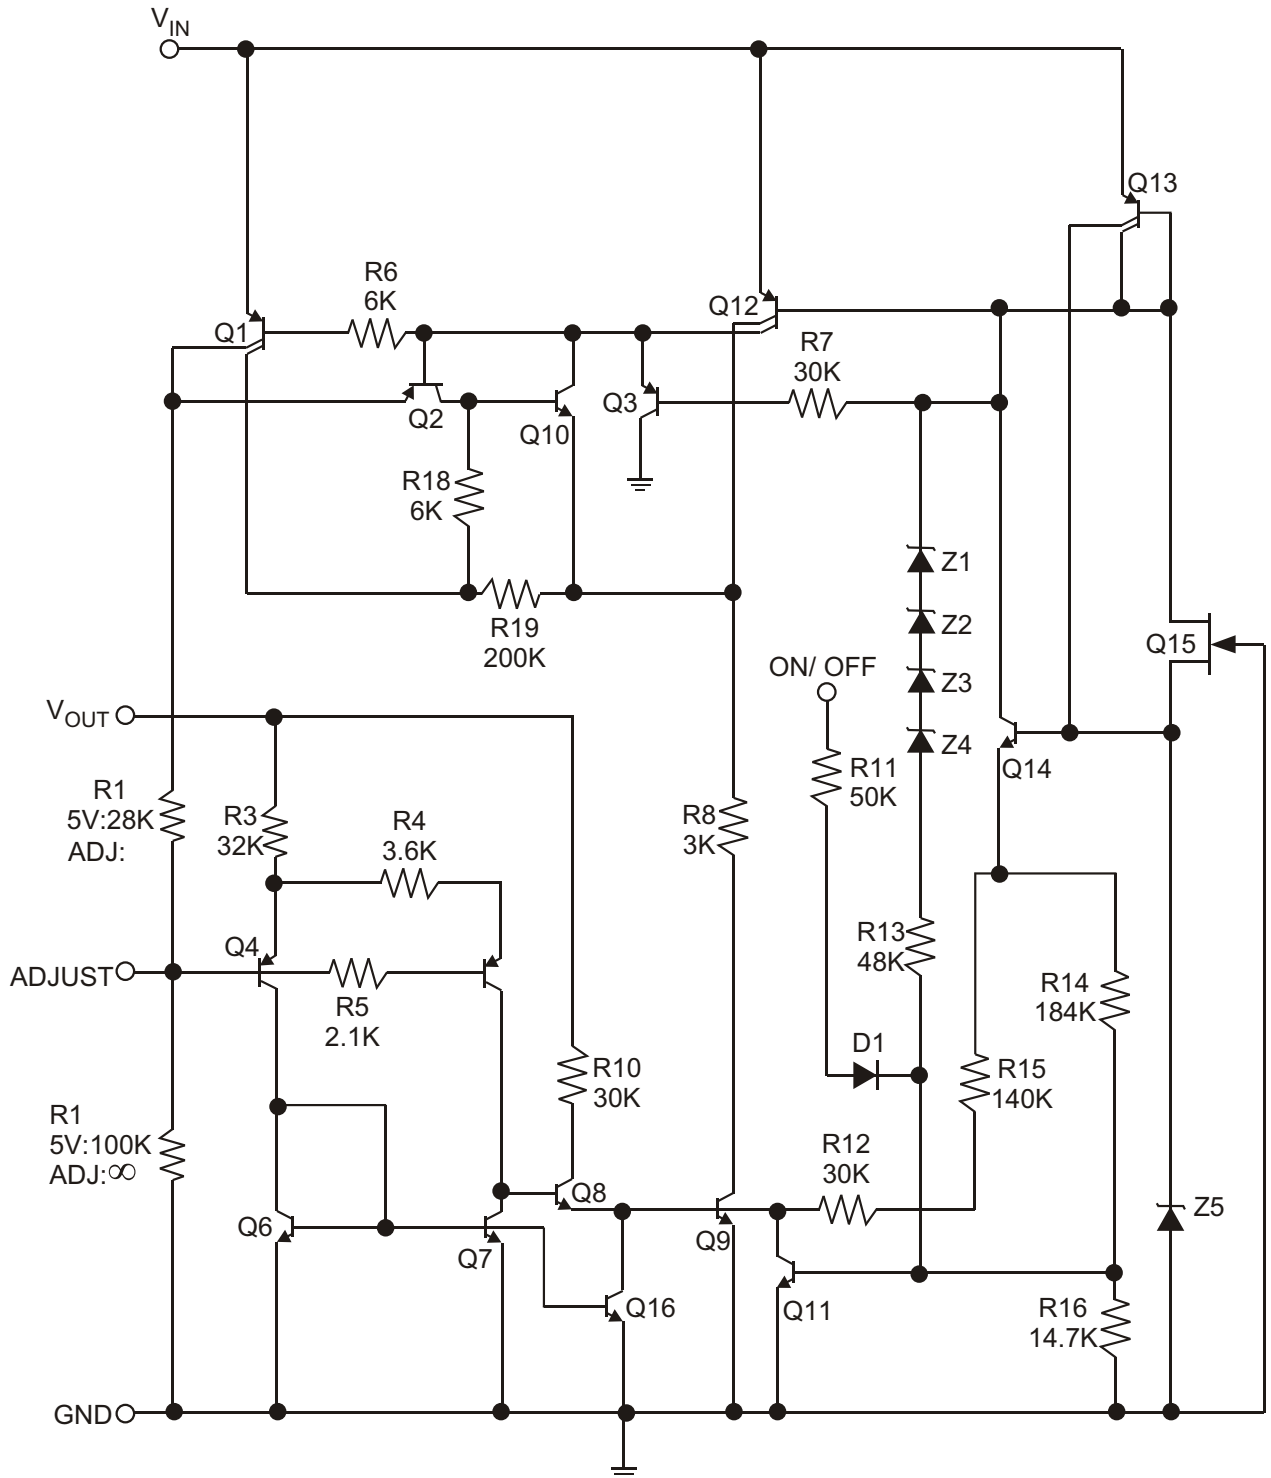 VIN
Q13
R6
6K
Q12
Q1
R7
30K
Q2
Q10
Q3
R18
6K
R19
200K
Z1
Z2
Z3
Z4
Q15
ON/ OFF
VOUT
R11
50K
Q14
R1
5V:28K
ADJ:
R3
32K
R4
3.6K
R8
3K
R13
48K
Q4
ADJUST
R5
2.1K
R14
184K
D1
R10
30K
R15
140K
R1
5V:100K
ADJ:∞
R12
30K
Q8
Q6
Q7
Q9
Z5
Q16
Q11
R16
14.7K
GND